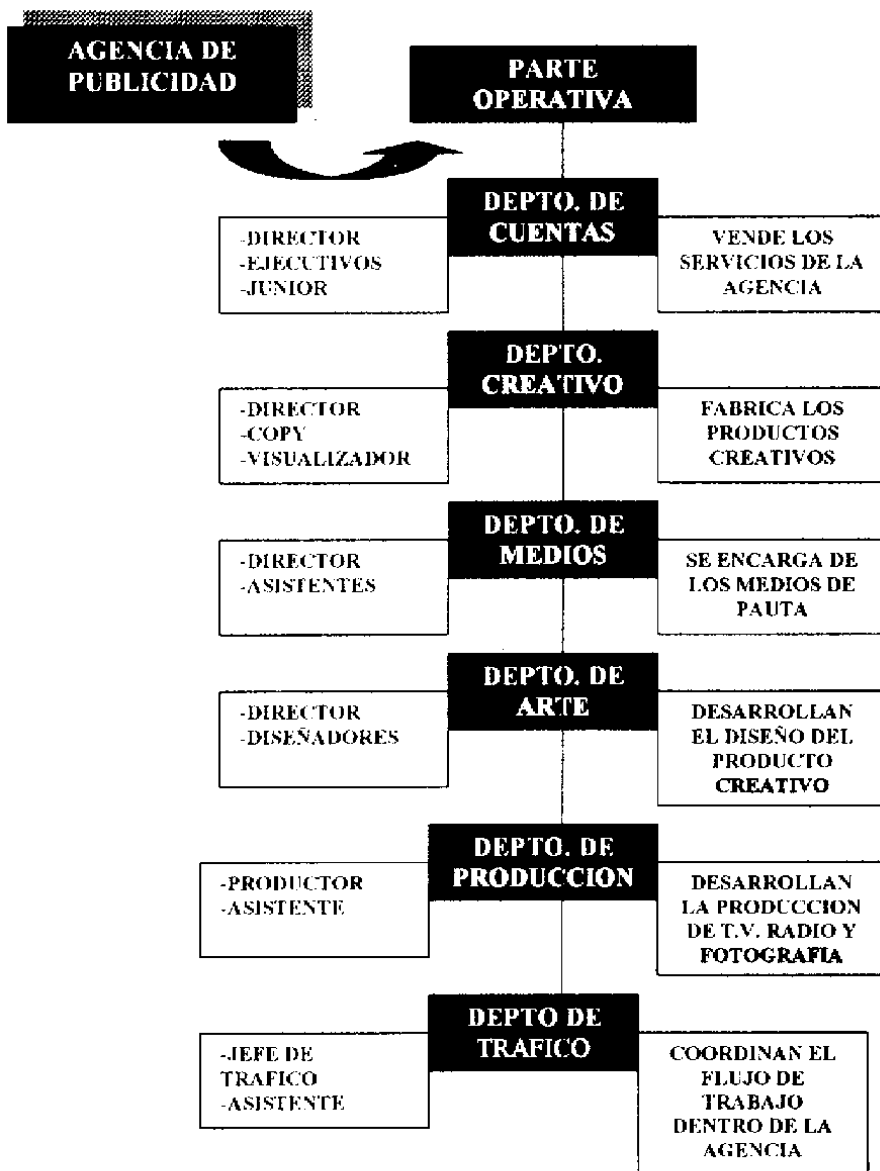 AGENCIA DE
PUBLICIDAD
PARTE
OPERATIVA
DEPTO. DE
CUENTAS
-DIRECTOR
-EJECUTIVOS
-JUNIOR
VENDE LOS
SERVICIOS DE LA
AGENCIA
DEPTO.
CREATIVO
-DIRECTOR
-COPY
-VISUALIZADOR
FABRICA LOS
PRODUCTOS
CREATIVOS
DEPTO. DE
MEDIOS
-DIRECTOR
-ASISTENTES
SE ENCARGA DE
LOS MEDIOS DE
PAUTA
DEPTO. DE
ARTE
-DIRECTOR
-DISEÑADORES
DESARROLLAN
EL DISEÑO DEL
PRODUCTO
CREATIVO
DEPTO. DE
PRODUCCION
-PRODUCTOR
-ASISTENTE
DESARROLLAN
LA PRODUCCION
DE T.V. RADIO Y
FOTOGRAFIA
DEPTO DE
TRAFICO
-JEFE DE
TRAFICO
-ASISTENTE
COORDINAN EL
FLUJO DE
TRABAJO
DENTRO DE LA
AGENCIA